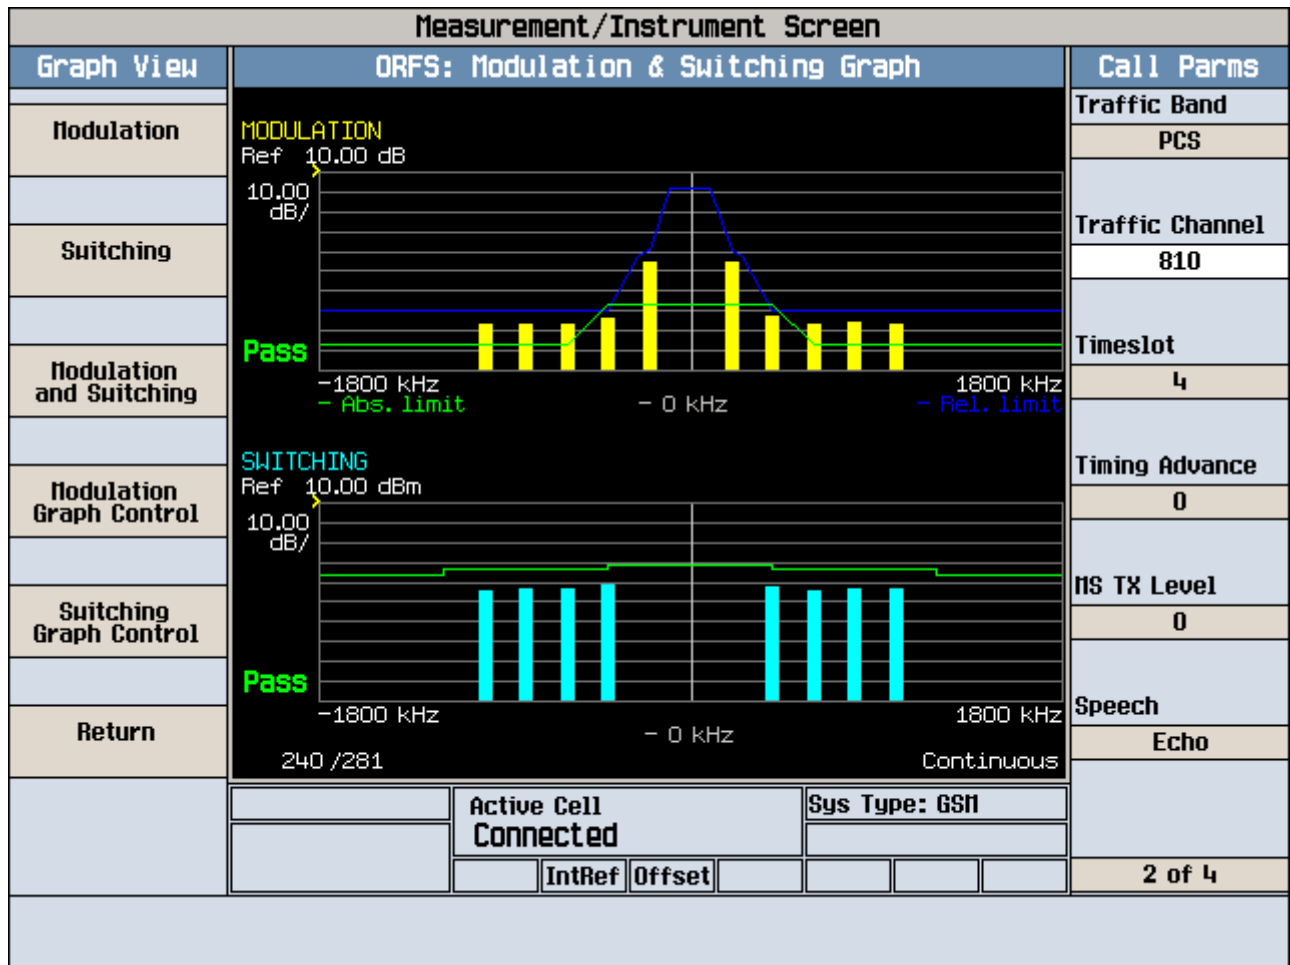 Measurement/Instrument Screen
Graph View
ORFS: Modulation & Switching Graph
Call Parms
Modulation
Switching
Modulation
and Switching
Modulation
Graph Control
Switching
Graph Control
Return
MODULATION
Ref 10.00 dB
10.00
dB/
Pass
-1800 kHz
1800 kHz
- Abs. limit
- 0 kHz
- Rel. limit
SWITCHING
Ref 10.00 dBm
10.00
dB/
Pass
-1800 kHz
1800 kHz
- 0 kHz
240 /281
Continuous
Traffic Band
PCS
Traffic Channel
810
Timeslot
4
Timing Advance
0
MS TX Level
0
Speech
Echo
2 of 4
Active Cell
Connected
Sys Type: GSM
IntRef
Offset